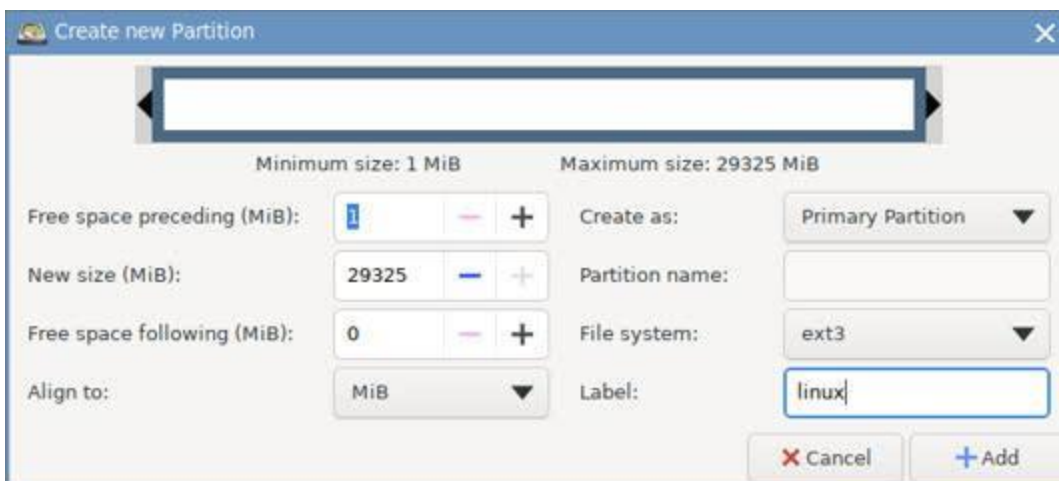 Create new Partition
Minimum size: 1 MiB Maximum size: 29325 MiB
Free space preceding (MiB): 1 Create as: Primary Partition
New size (MiB): 29325 Partition name:
Free space following (MiB): 0 File system: ext3
Align to: MiB Label: linux
Cancel Add